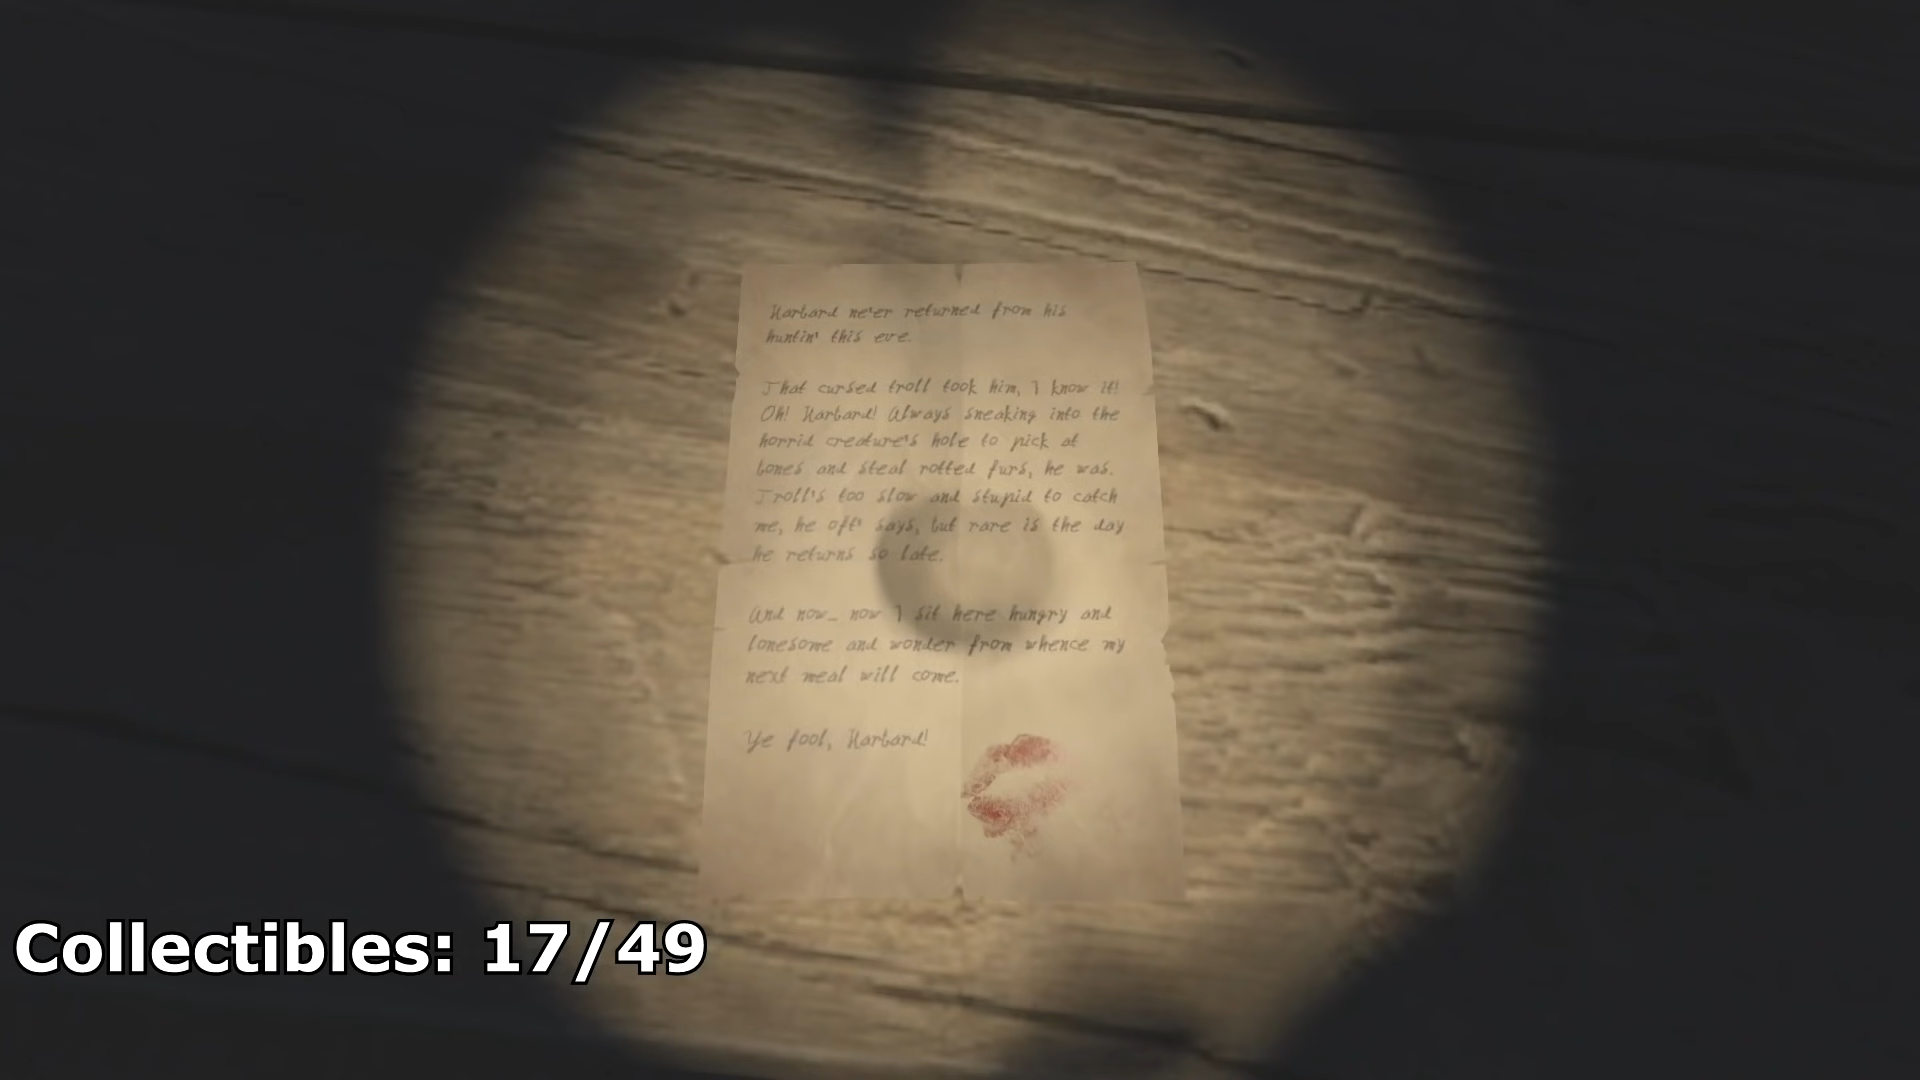 Harbard ne'er returned from his
huntin' this eve.
That cursed troll took him, I know it!
Oh! Harbard! Always sneaking into the
horrid creature's hole to pick at
bones and steal rotted furs, he was.
Troll's too slow and stupid to catch
me, he oft' says, but rare is the day
he returns so late.
And now... now I sit here hungry and
lonesome and wonder from whence my
next meal will come.
Ye fool, Harbard!
Collectibles: 17/49